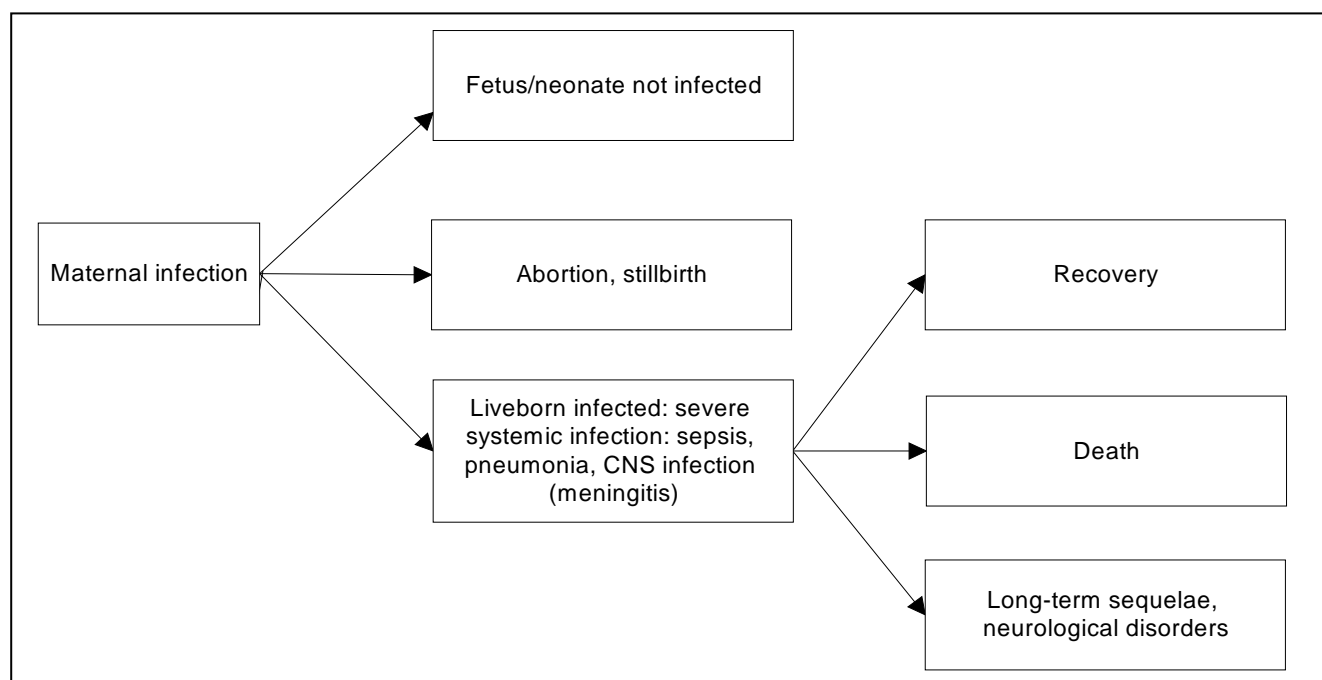 Fetus/neonate not infected
Maternal infection
Abortion, stillbirth
Recovery
Liveborn infected: severe
systemic infection: sepsis,
pneumonia, CNS infection
(meningitis)
Death
Long-term sequelae,
neurological disorders